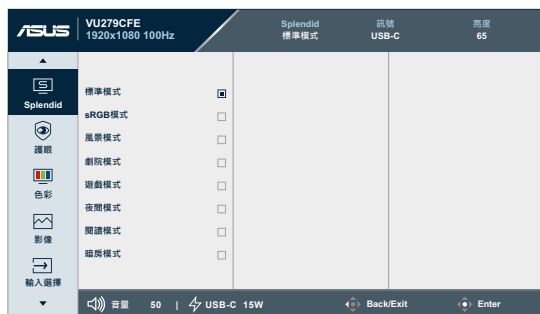 ASUS
VU279CFE
1920x1080 100Hz
Splendid
標準模式
訊號
USB-C
亮度
65
Splendid
護眼
色彩
影像
輸入選擇
標準模式
sRGB模式
風景模式
劇院模式
遊戲模式
夜間模式
閱讀模式
暗房模式
音量 50 | USB-C 15W
Back/Exit
Enter